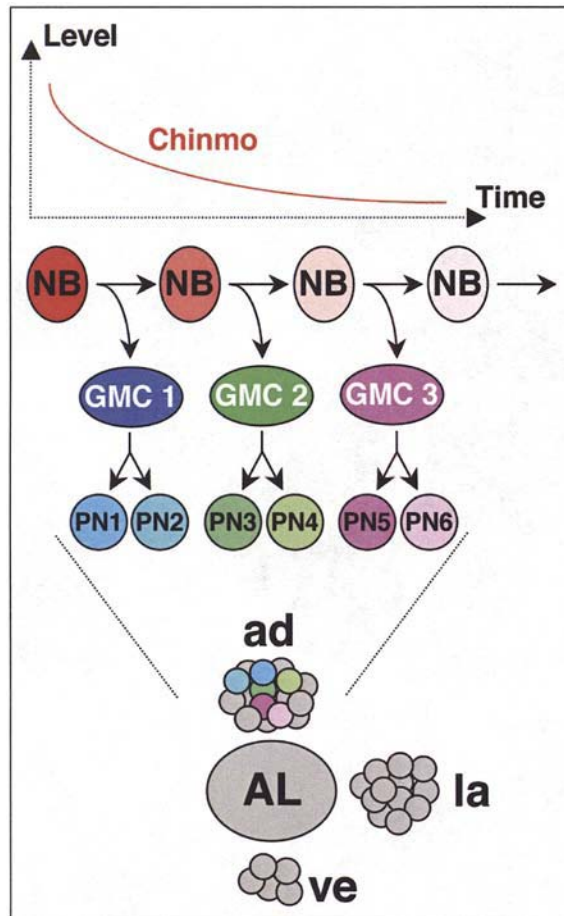 Level
Chinmo
Time
NB NB NB NB
GMC 1 GMC 2 GMC 3
PN1 PN2 PN3 PN4 PN5 PN6
ad
AL
la
ve